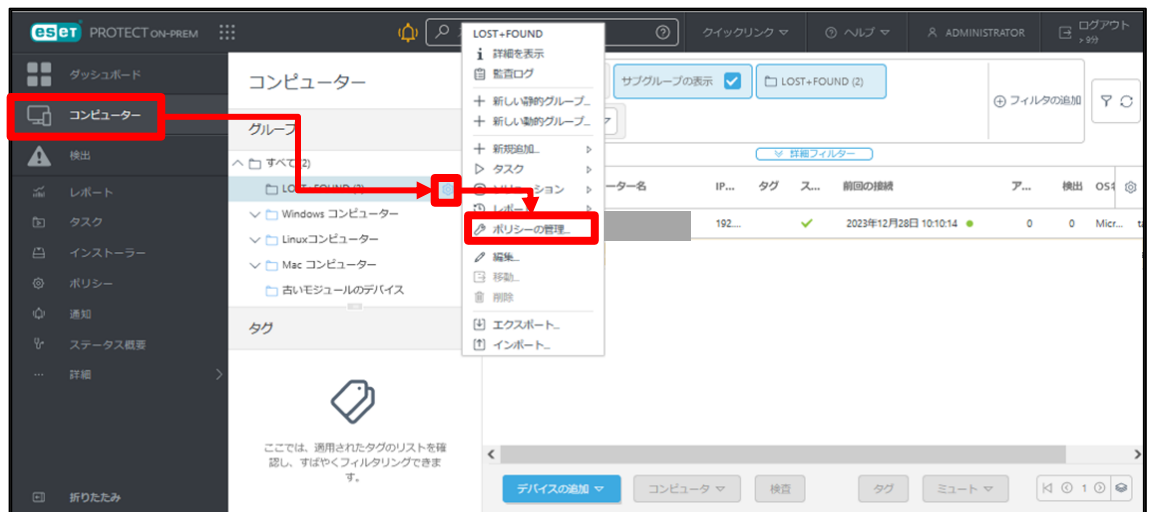 eset PROTECT ON-PREM
クイックリンク
ヘルプ
ADMINISTRATOR
ログアウト
> 9分
ダッシュボード
コンピューター
検出
レポート
タスク
インストーラー
ポリシー
通知
ステータス概要
詳細
折りたたみ
コンピューター
グループ
すべて (2)
LOST+FOUND (2)
Windows コンピューター
Linuxコンピューター
Mac コンピューター
古いモジュールのデバイス
タグ
ここでは、適用されたタグのリストを確
認し、すばやくフィルタリングできま
す。
LOST+FOUND
詳細を表示
監査ログ
新しい静的グループ...
新しい動的グループ...
新規追加...
タスク
レポート
ポリシーの管理...
編集...
移動...
削除
エクスポート...
インポート...
サブグループの表示
LOST+FOUND (2)
フィルタの追加
詳細フィルター
ーター名 IP... タグ ス... 前回の接続 ア... 検出 OS
192.... 2023年12月28日 10:10:14 0 0 Micr...
デバイスの追加
コンピュータ
検査
タグ
ミュート
1